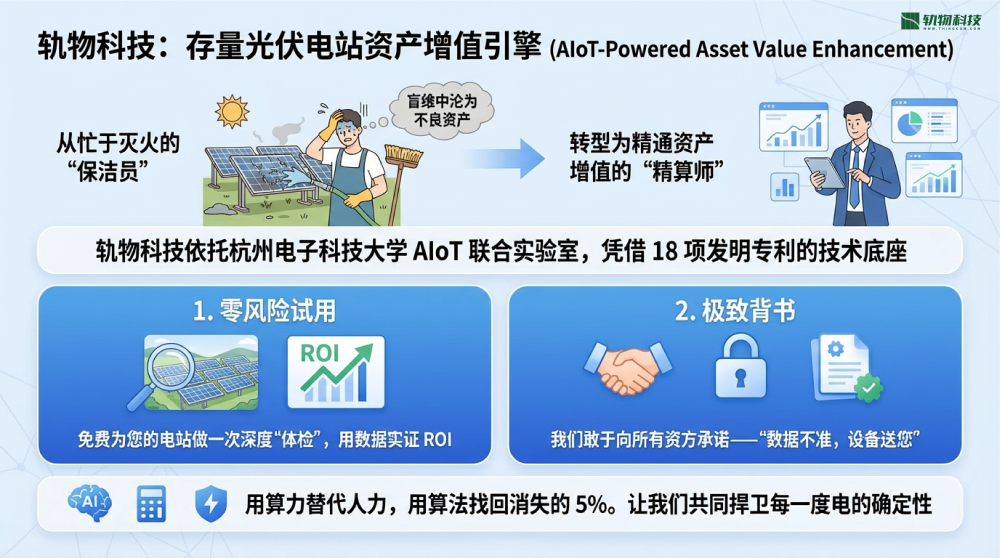 轨物科技
WWW.THINGCOM.COM
轨物科技：存量光伏电站资产增值引擎 (AIoT-Powered Asset Value Enhancement)
从忙于灭火的
“保洁员”
盲维中沦为
不良资产
转型为精通资产
增值的“精算师”
轨物科技依托杭州电子科技大学 AIoT 联合实验室，凭借 18 项发明专利的技术底座
1. 零风险试用
ROI
免费为您的电站做一次深度“体检”，用数据实证 ROI
2. 极致背书
我们敢于向所有资方承诺——“数据不准，设备送您”
AI
用算力替代人力，用算法找回消失的 5%。让我们共同捍卫每一度电的确定性